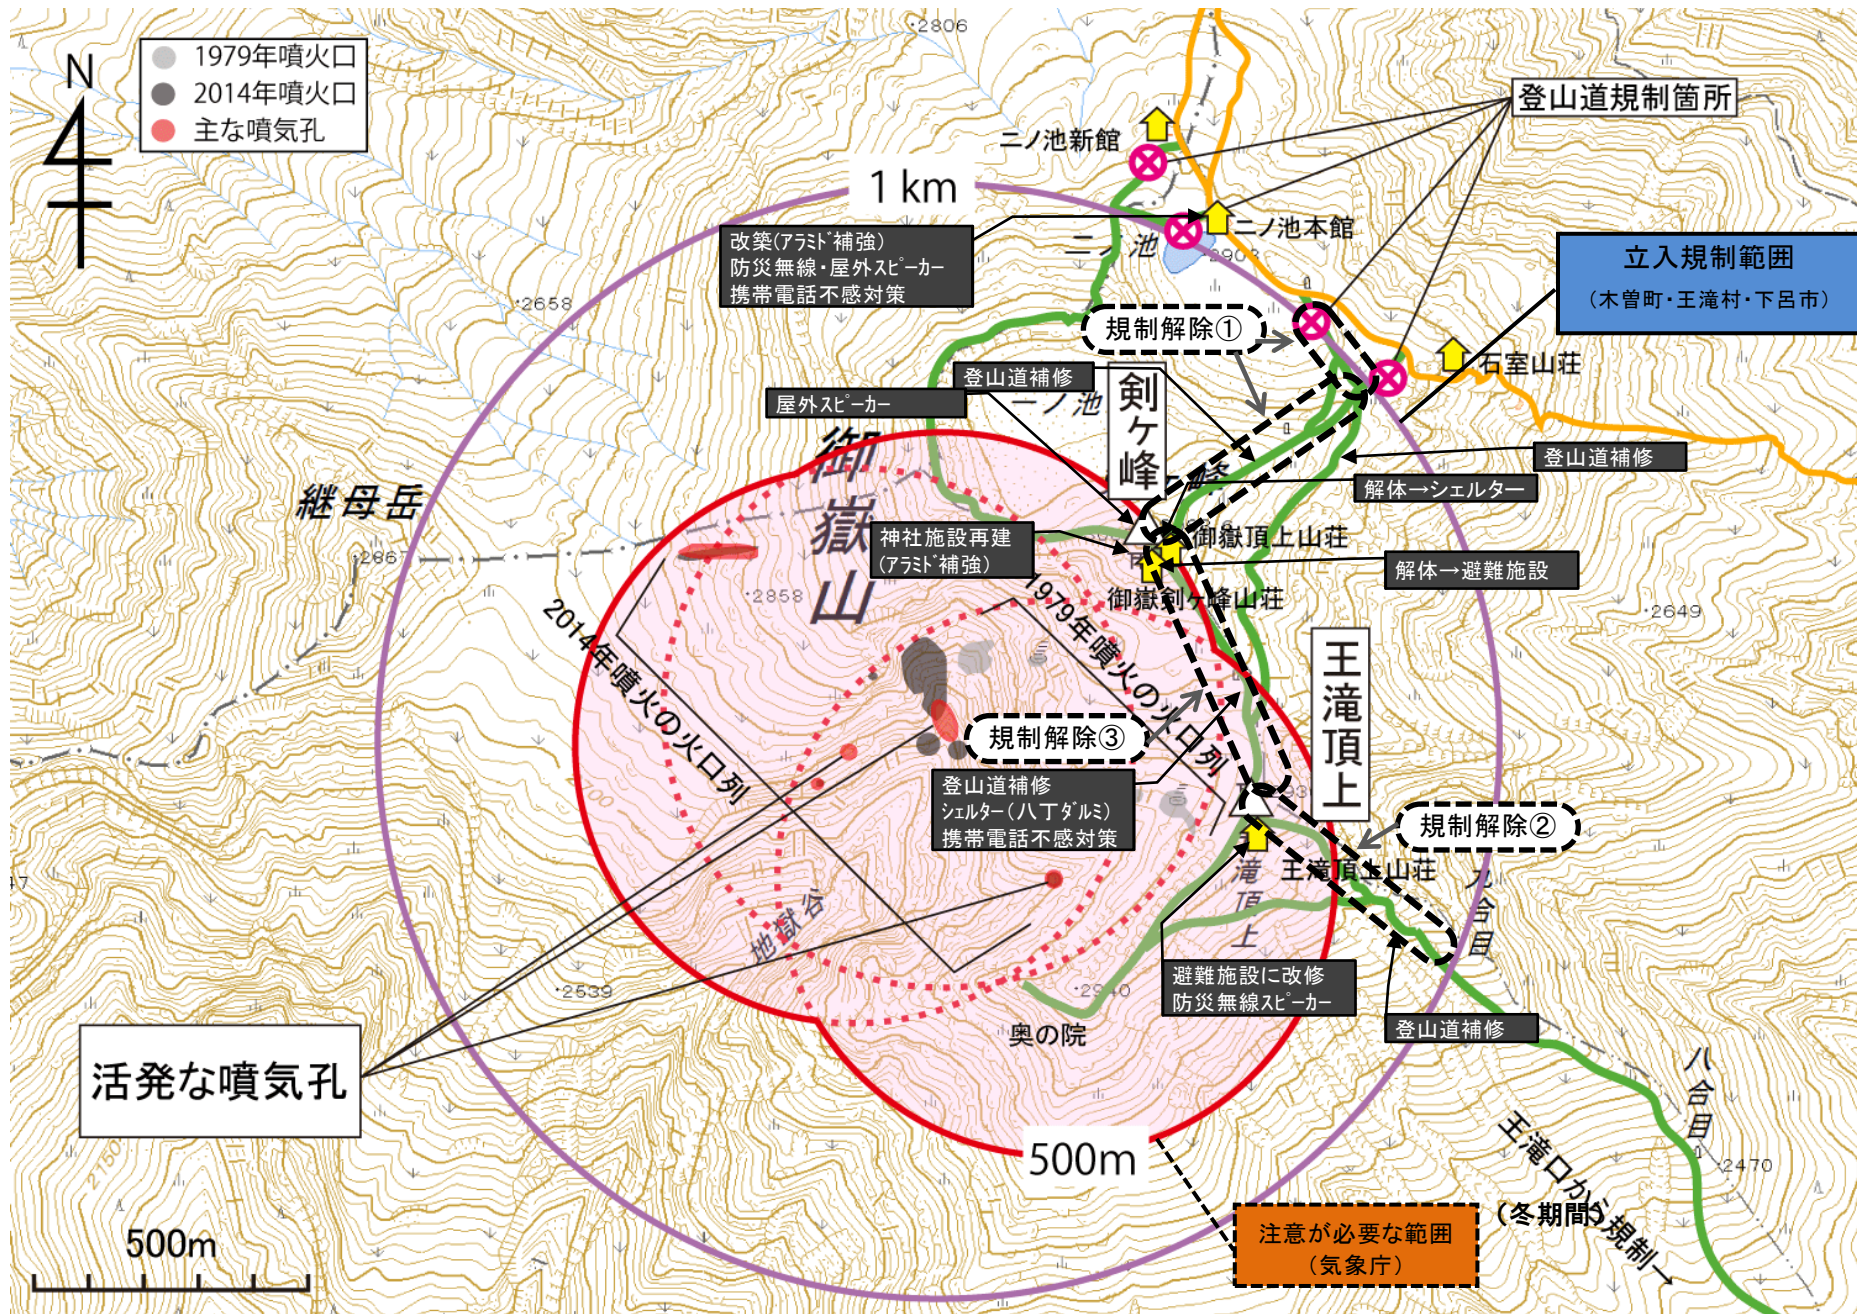 N
1979年噴火口
2014年噴火口
主な噴気孔
・2806
登山道規制箇所
二ノ池新館
1 km
二ノ池本館
二ノ池
2903
改築(アラミド補強)
防災無線・屋外スピーカー
携帯電話不感対策
立入規制範囲
(木曽町・王滝村・下呂市)
・2658
規制解除①
石室山荘
登山道補修
屋外スピーカー
剣ヶ峰
登山道補修
解体→シェルター
継母岳
御嶽山
・2867
神社施設再建
(アラミド補強)
御嶽頂上山荘
解体→避難施設
・2858
御嶽剣ヶ峰山荘
・2649
2014年噴火の火口列
1979年噴火の火口列
王滝頂上
規制解除③
登山道補修
シェルター(八丁ダルミ)
携帯電話不感対策
規制解除②
王滝頂上山荘
九合目
滝頂上
地獄谷
避難施設に改修
防災無線スピーカー
・2539
・2940
奥の院
登山道補修
活発な噴気孔
八合目
500m
・2470
王滝口から規制→
(冬期間)
注意が必要な範囲
(気象庁)
500m
2150